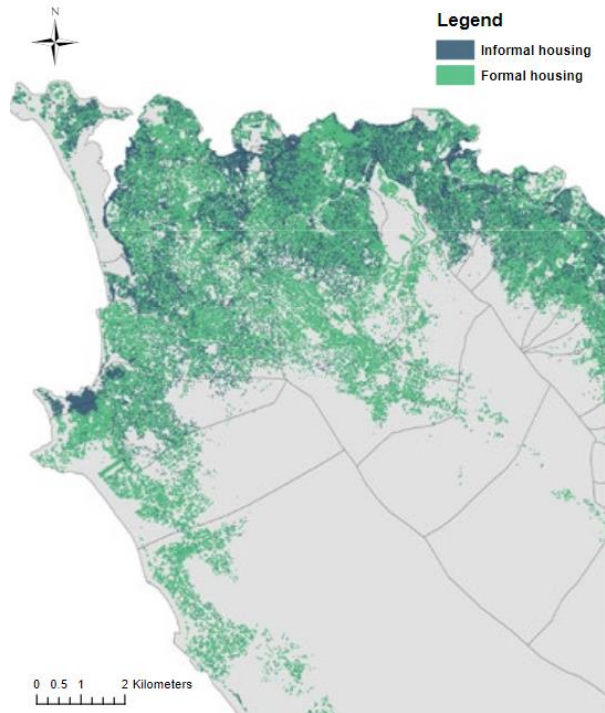 N
Legend
Informal housing
Formal housing
0 0.5 1 2 Kilometers